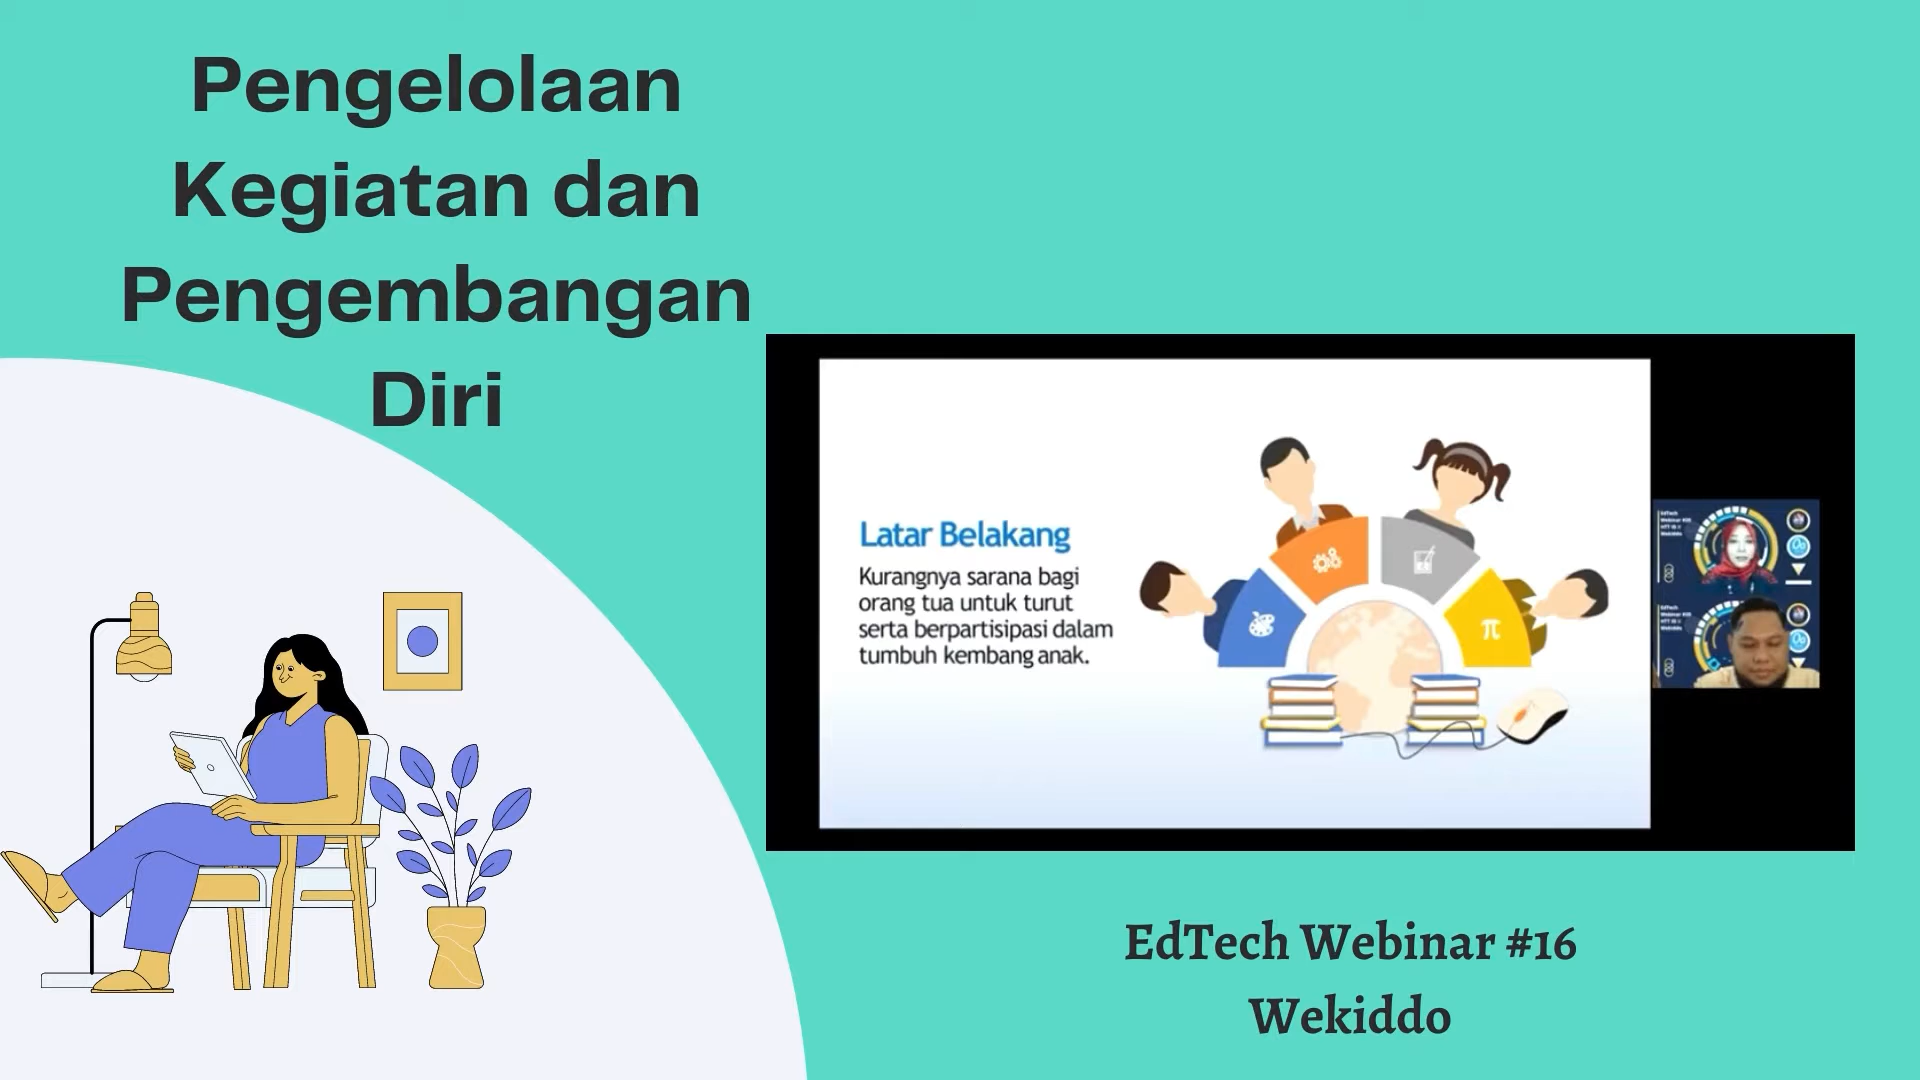 Pengelolaan
Kegiatan dan
Pengembangan
Diri
Latar Belakang
Kurangnya sarana bagi
orang tua untuk turut
serta berpartisipasi dalam
tumbuh kembang anak.
π
EdTech Webinar #16
Wekiddo